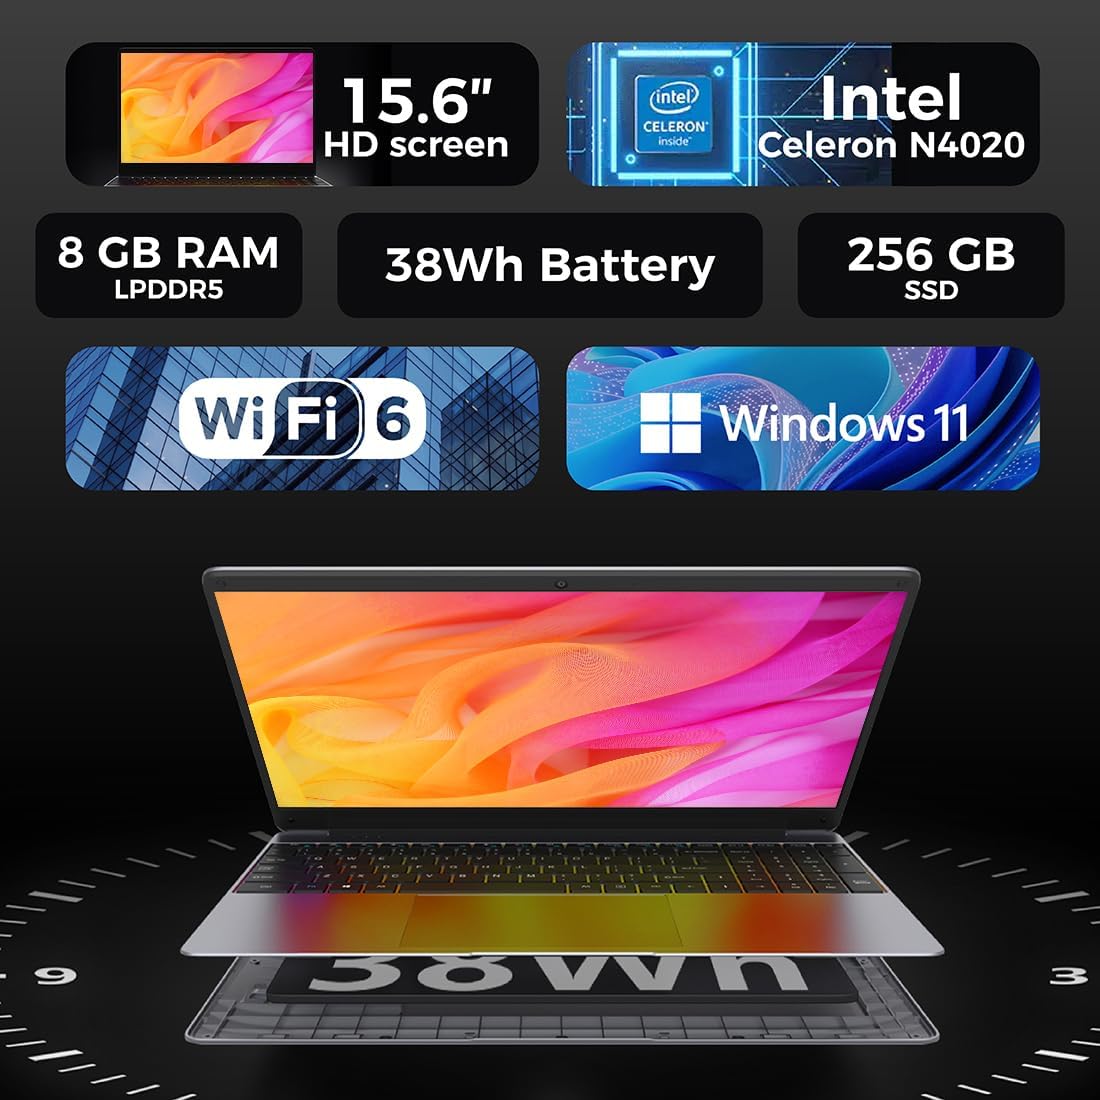 15.6"
HD screen
intel
CELERON®
inside™
Intel
Celeron N4020
8 GB RAM
LPDDR5
38Wh Battery
256 GB
SSD
Wi Fi 6
Windows 11
38Wh
9
3